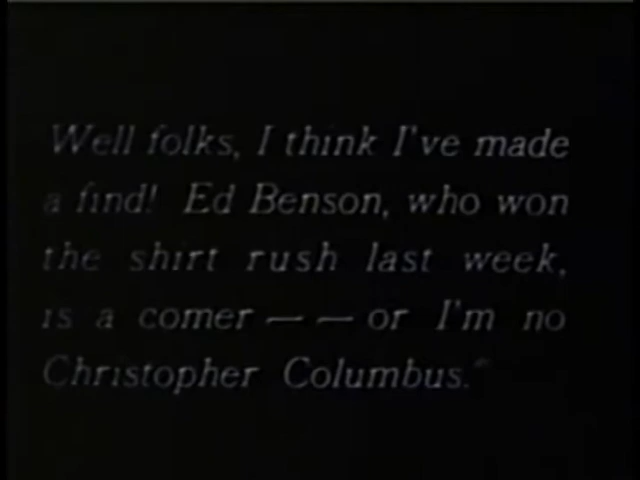 Well folks, I think I've made
a find! Ed Benson, who won
the shirt rush last week,
is a comer — — or I'm no
Christopher Columbus."